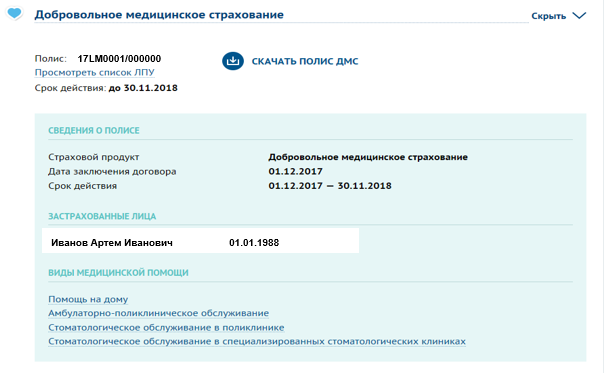 Добровольное медицинское страхование Скрыть
Полис: 17LM0001/000000 СКАЧАТЬ ПОЛИС ДМС
Просмотреть список ЛПУ
Срок действия: до 30.11.2018
СВЕДЕНИЯ О ПОЛИСЕ
Страховой продукт Добровольное медицинское страхование
Дата заключения договора 01.12.2017
Срок действия 01.12.2017 — 30.11.2018
ЗАСТРАХОВАННЫЕ ЛИЦА
Иванов Артем Иванович 01.01.1988
ВИДЫ МЕДИЦИНСКОЙ ПОМОЩИ
Помощь на дому
Амбулаторно-поликлиническое обслуживание
Стоматологическое обслуживание в поликлинике
Стоматологическое обслуживание в специализированных стоматологических клиниках